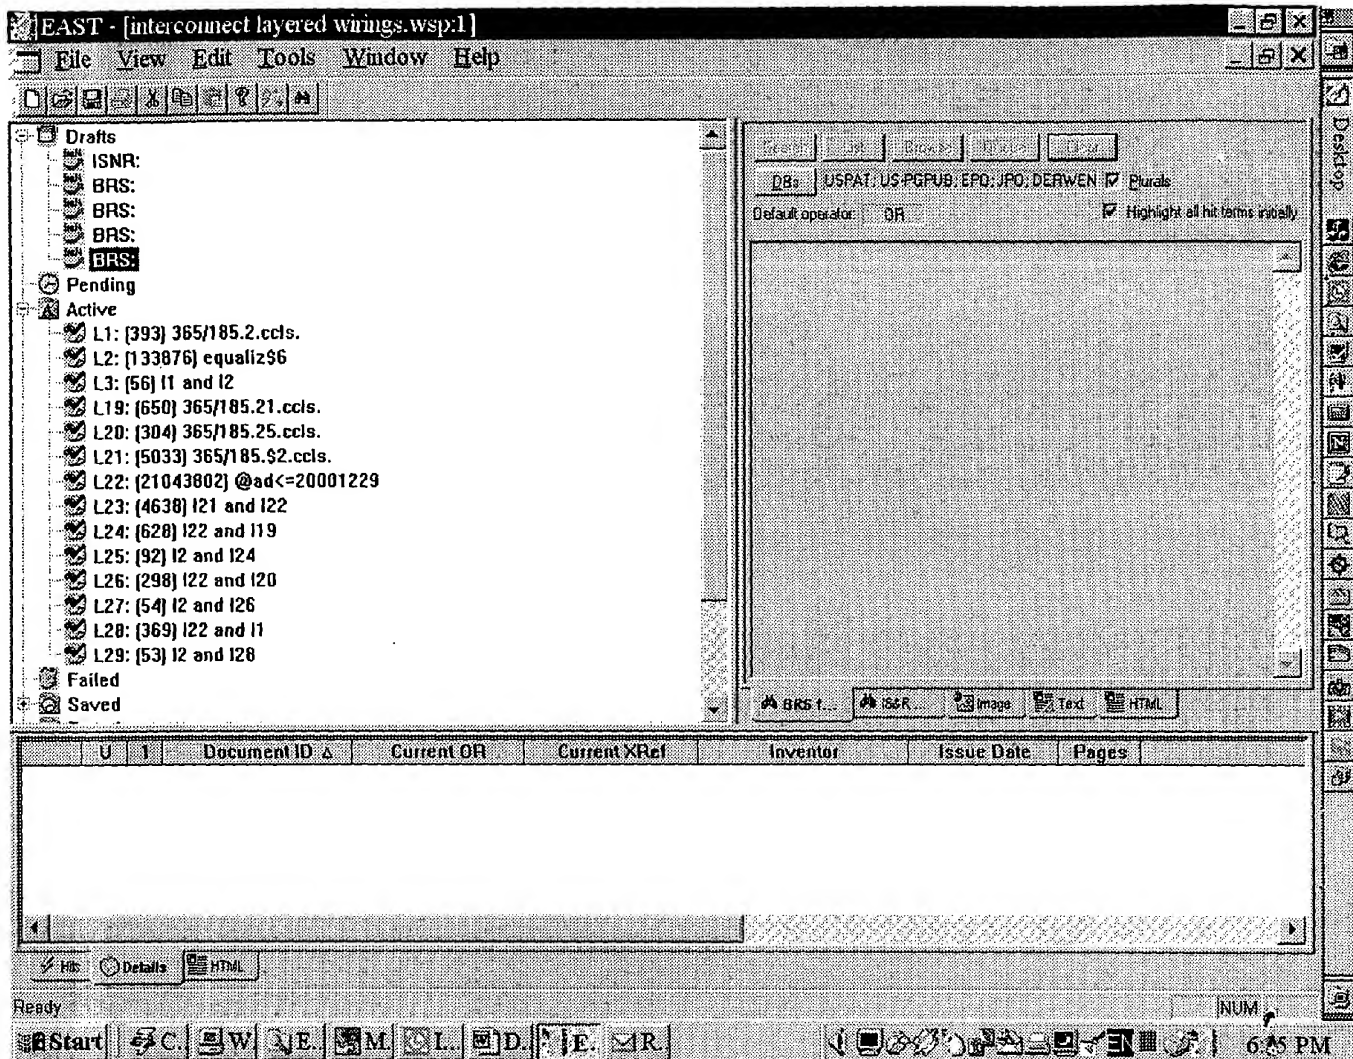 EAST - [interconnect layered wirings.wsp:1]
File View Edit Tools Window Help
Drafts
ISNR:
BRS:
BRS:
BRS:
BRS:
Pending
Active
L1: (393) 365/185.2.ccls.
L2: (133876) equaliz$6
L3: (56) l1 and l2
L19: (650) 365/185.21.ccls.
L20: (304) 365/185.25.ccls.
L21: (5033) 365/185.$2.ccls.
L22: (21043802) @ad<=20001229
L23: (4638) l21 and l22
L24: (628) l22 and l19
L25: (92) l2 and l24
L26: (298) l22 and l20
L27: (54) l2 and l26
L28: (369) l22 and l1
L29: (53) l2 and l28
Failed
Saved
Search List Browse Queue Clear
DBs USPAT; US-PGPUB; EPO; JPO; DERWEN Plurals
Default operator: OR Highlight all hit terms initially
BRS f... IS&R... Image Text HTML
U 1 Document ID Current OR Current XRef Inventor Issue Date Pages
Hits Details HTML
Ready NUM
Start C. W. E.. M. L.. D. E. R. EN PM
Desktop